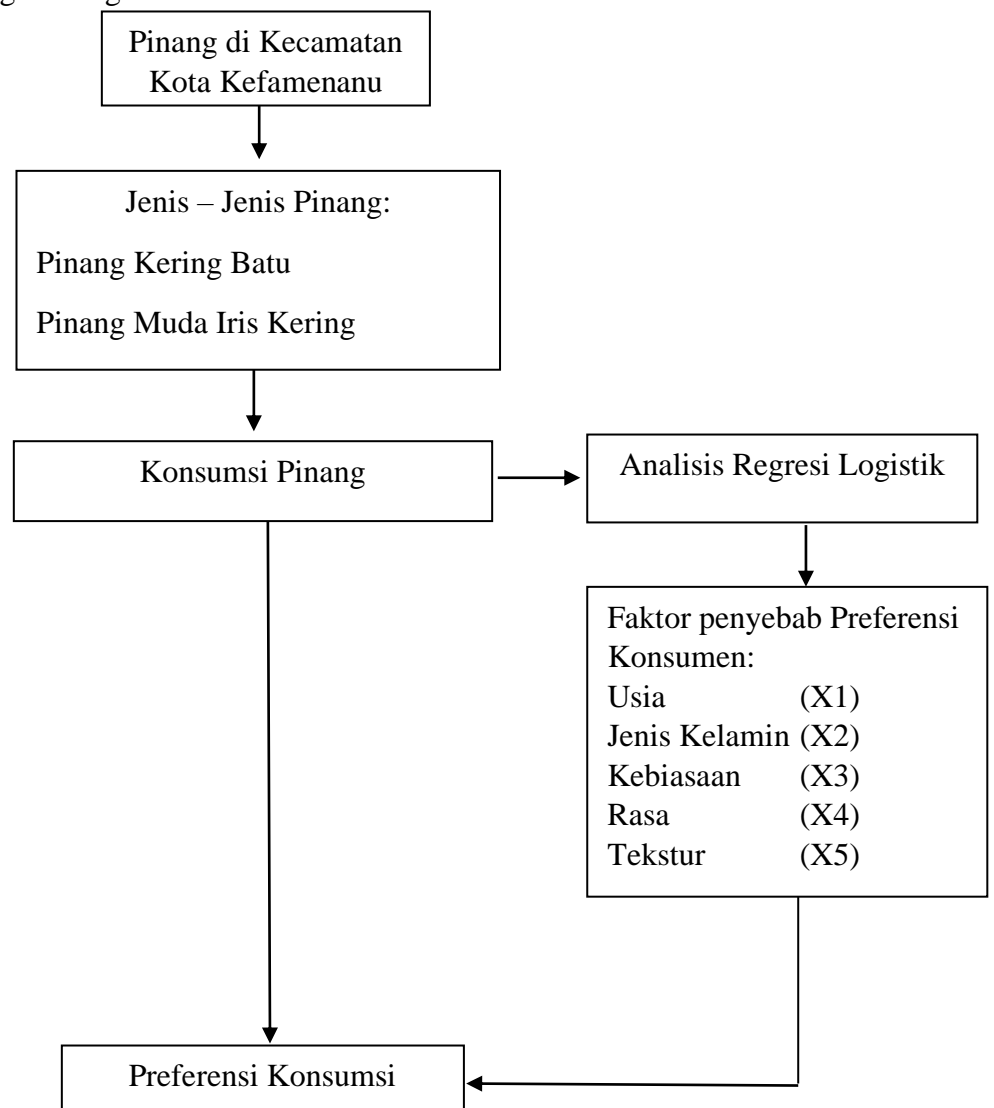 Pinang di Kecamatan
Kota Kefamenanu
Jenis – Jenis Pinang:
Pinang Kering Batu
Pinang Muda Iris Kering
Konsumsi Pinang
Analisis Regresi Logistik
Faktor penyebab Preferensi
Konsumen:
Usia (X1)
Jenis Kelamin (X2)
Kebiasaan (X3)
Rasa (X4)
Tekstur (X5)
Preferensi Konsumsi